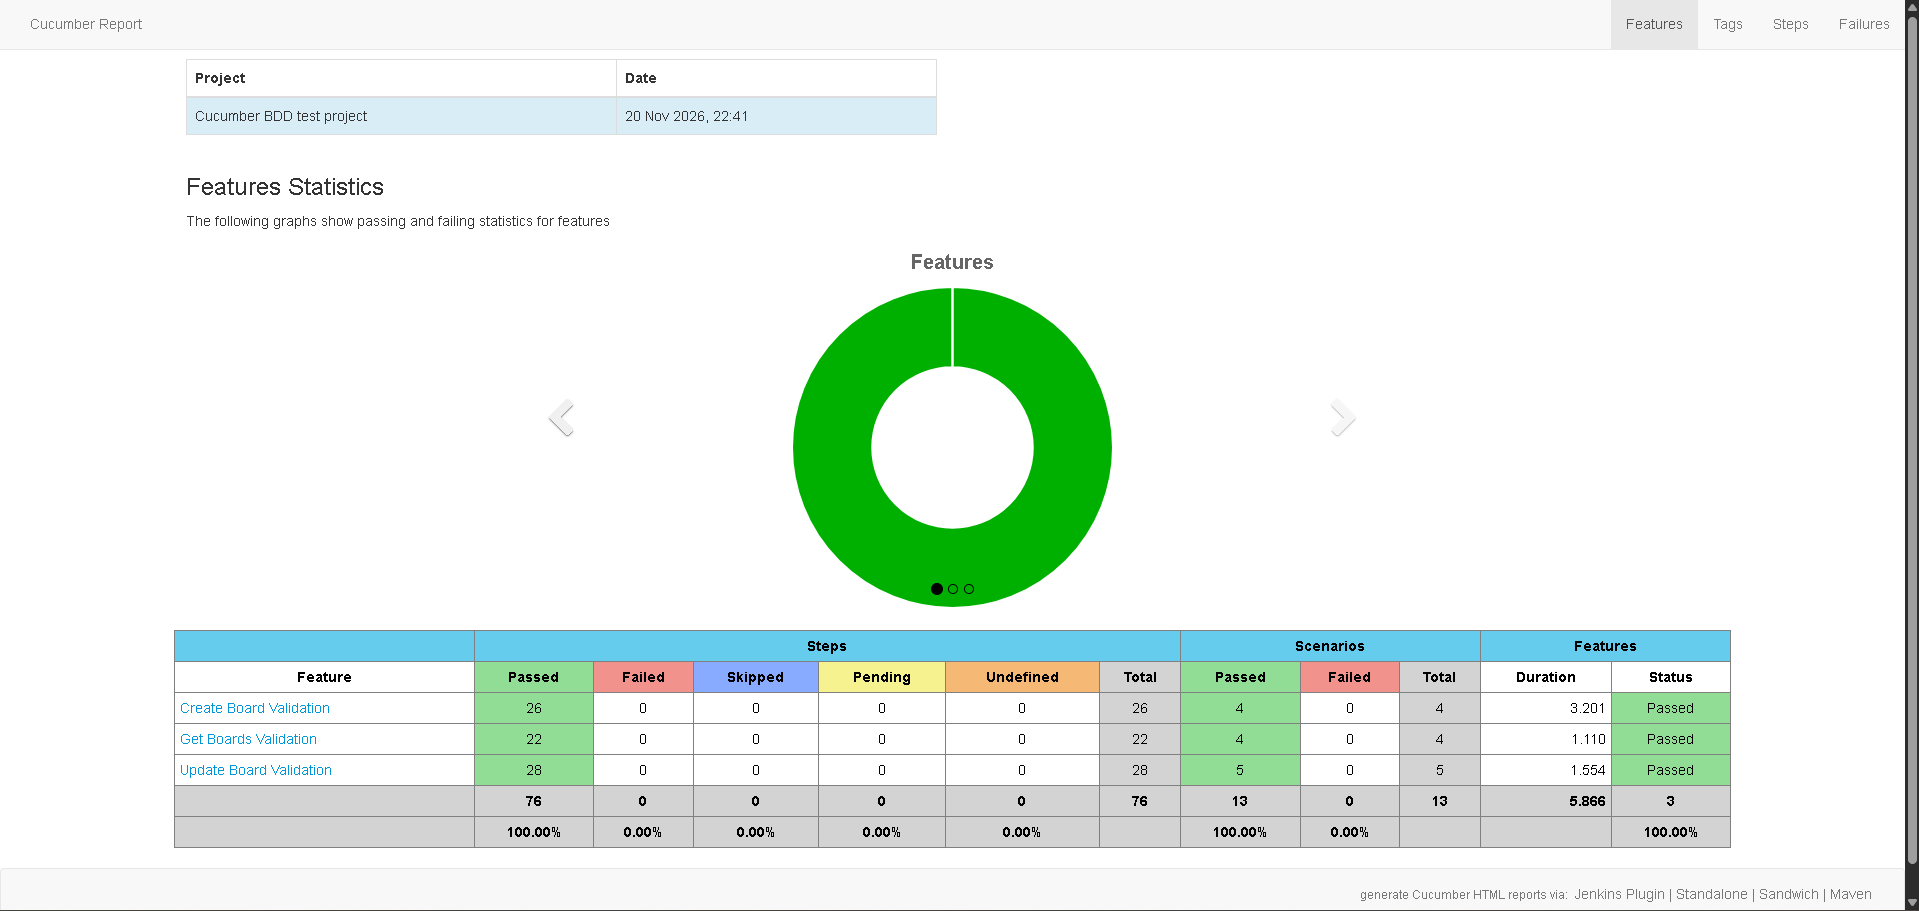 Cucumber Report Features Tags Steps Failures
Project Date
Cucumber BDD test project 20 Nov 2026, 22:41
Features Statistics
The following graphs show passing and failing statistics for features
Features
Steps Scenarios Features
Feature Passed Failed Skipped Pending Undefined Total Passed Failed Total Duration Status
Create Board Validation 26 0 0 0 0 26 4 0 4 3.201 Passed
Get Boards Validation 22 0 0 0 0 22 4 0 4 1.110 Passed
Update Board Validation 28 0 0 0 0 28 5 0 5 1.554 Passed
76 0 0 0 0 76 13 0 13 5.866 3
100.00% 0.00% 0.00% 0.00% 0.00% 100.00% 0.00% 100.00%
generate Cucumber HTML reports via: Jenkins Plugin | Standalone | Sandwich | Maven